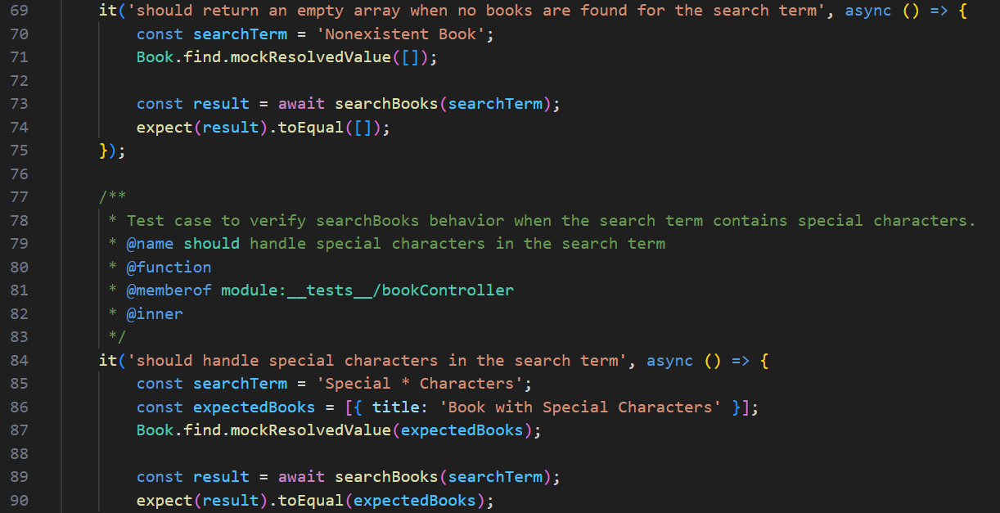 69 it('should return an empty array when no books are found for the search term', async () => {
70 const searchTerm = 'Nonexistent Book';
71 Book.find.mockResolvedValue([]);
72
73 const result = await searchBooks(searchTerm);
74 expect(result).toEqual([]);
75 });
76
77 /**
78 * Test case to verify searchBooks behavior when the search term contains special characters.
79 * @name should handle special characters in the search term
80 * @function
81 * @memberof module:__tests__/bookController
82 * @inner
83 */
84 it('should handle special characters in the search term', async () => {
85 const searchTerm = 'Special * Characters';
86 const expectedBooks = [{ title: 'Book with Special Characters' }];
87 Book.find.mockResolvedValue(expectedBooks);
88
89 const result = await searchBooks(searchTerm);
90 expect(result).toEqual(expectedBooks);